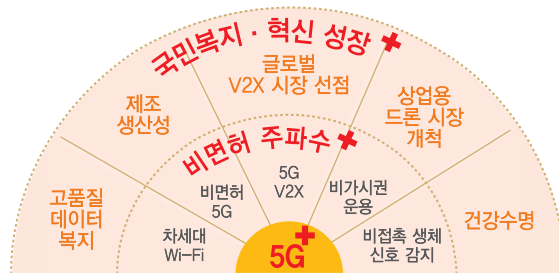 국민복지 · 혁신 성장 +
고품질
데이터
복지
제조
생산성
글로벌
V2X 시장 선점
상업용
드론 시장
개척
건강수명
비면허 주파수 +
차세대
Wi-Fi
비면허
5G
5G
V2X
비가시권
운용
비접촉 생체
신호 감지
5G+